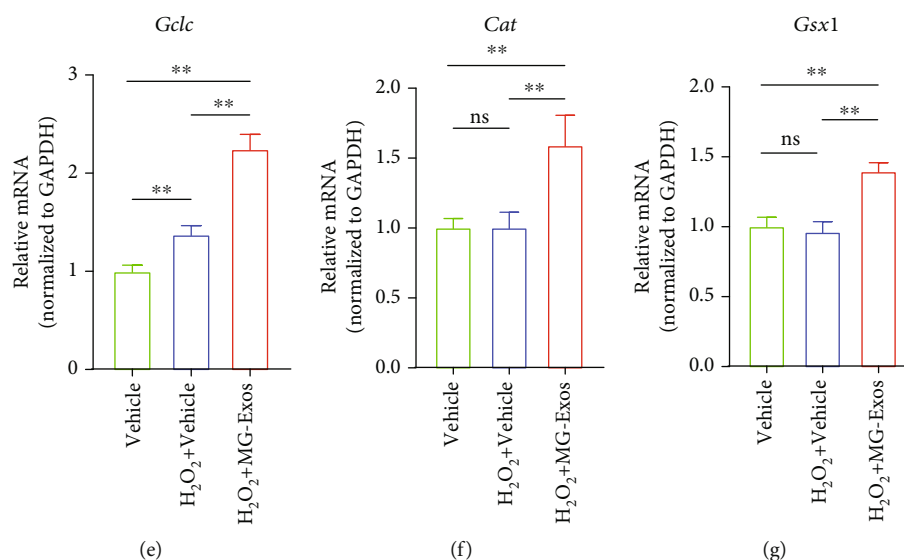 Gclc
**
**
**
Relative mRNA
(normalized to GAPDH)
3
2
1
0
Vehicle
H₂O₂+Vehicle
H₂O₂+MG-Exos
(e)
Cat
**
**
ns
Relative mRNA
(normalized to GAPDH)
2.0
1.5
1.0
0.5
0.0
Vehicle
H₂O₂+Vehicle
H₂O₂+MG-Exos
(f)
Gsx1
**
**
ns
Relative mRNA
(normalized to GAPDH)
2.0
1.5
1.0
0.5
0.0
Vehicle
H₂O₂+Vehicle
H₂O₂+MG-Exos
(g)